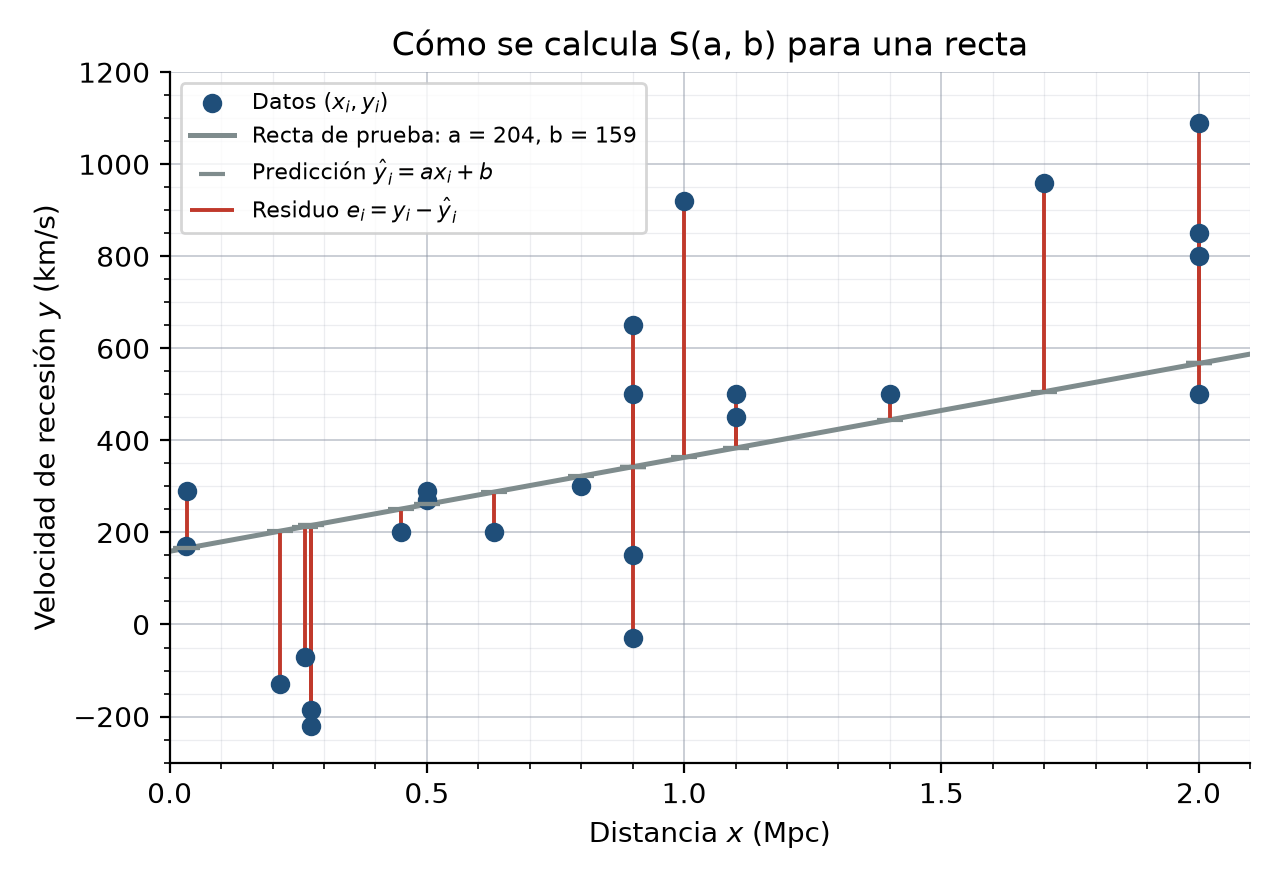 Cómo se calcula S(a, b) para una recta
1200
1000
800
600
400
200
0
−200
Velocidad de recesión y (km/s)
Datos (xᵢ, yᵢ)
Recta de prueba: a = 204, b = 159
Predicción ŷᵢ = axᵢ + b
Residuo eᵢ = yᵢ − ŷᵢ
0.0 0.5 1.0 1.5 2.0
Distancia x (Mpc)